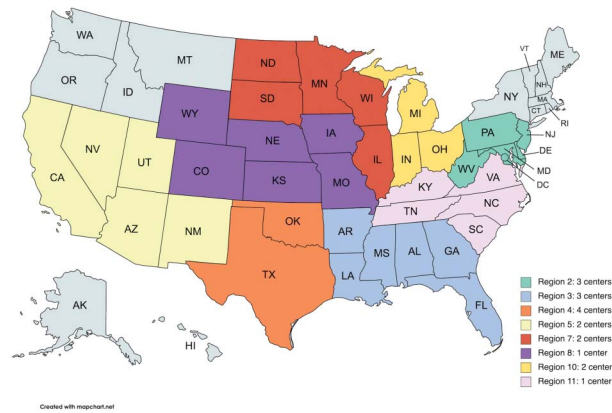 WA
MT
ND
MN
ME
VT
NH
OR
ID
SD
WI
NY
MA
CT
RI
WY
MI
PA
NJ
IA
NE
OH
DE
NV
UT
CO
IL
IN
WV
MD
DC
CA
KS
MO
KY
VA
TN
NC
AZ
NM
OK
AR
SC
TX
MS
AL
GA
LA
FL
AK
HI
Region 2: 3 centers
Region 3: 3 centers
Region 4: 4 centers
Region 5: 2 centers
Region 7: 2 centers
Region 8: 1 center
Region 10: 2 center
Region 11: 1 center
Created with mapchart.net